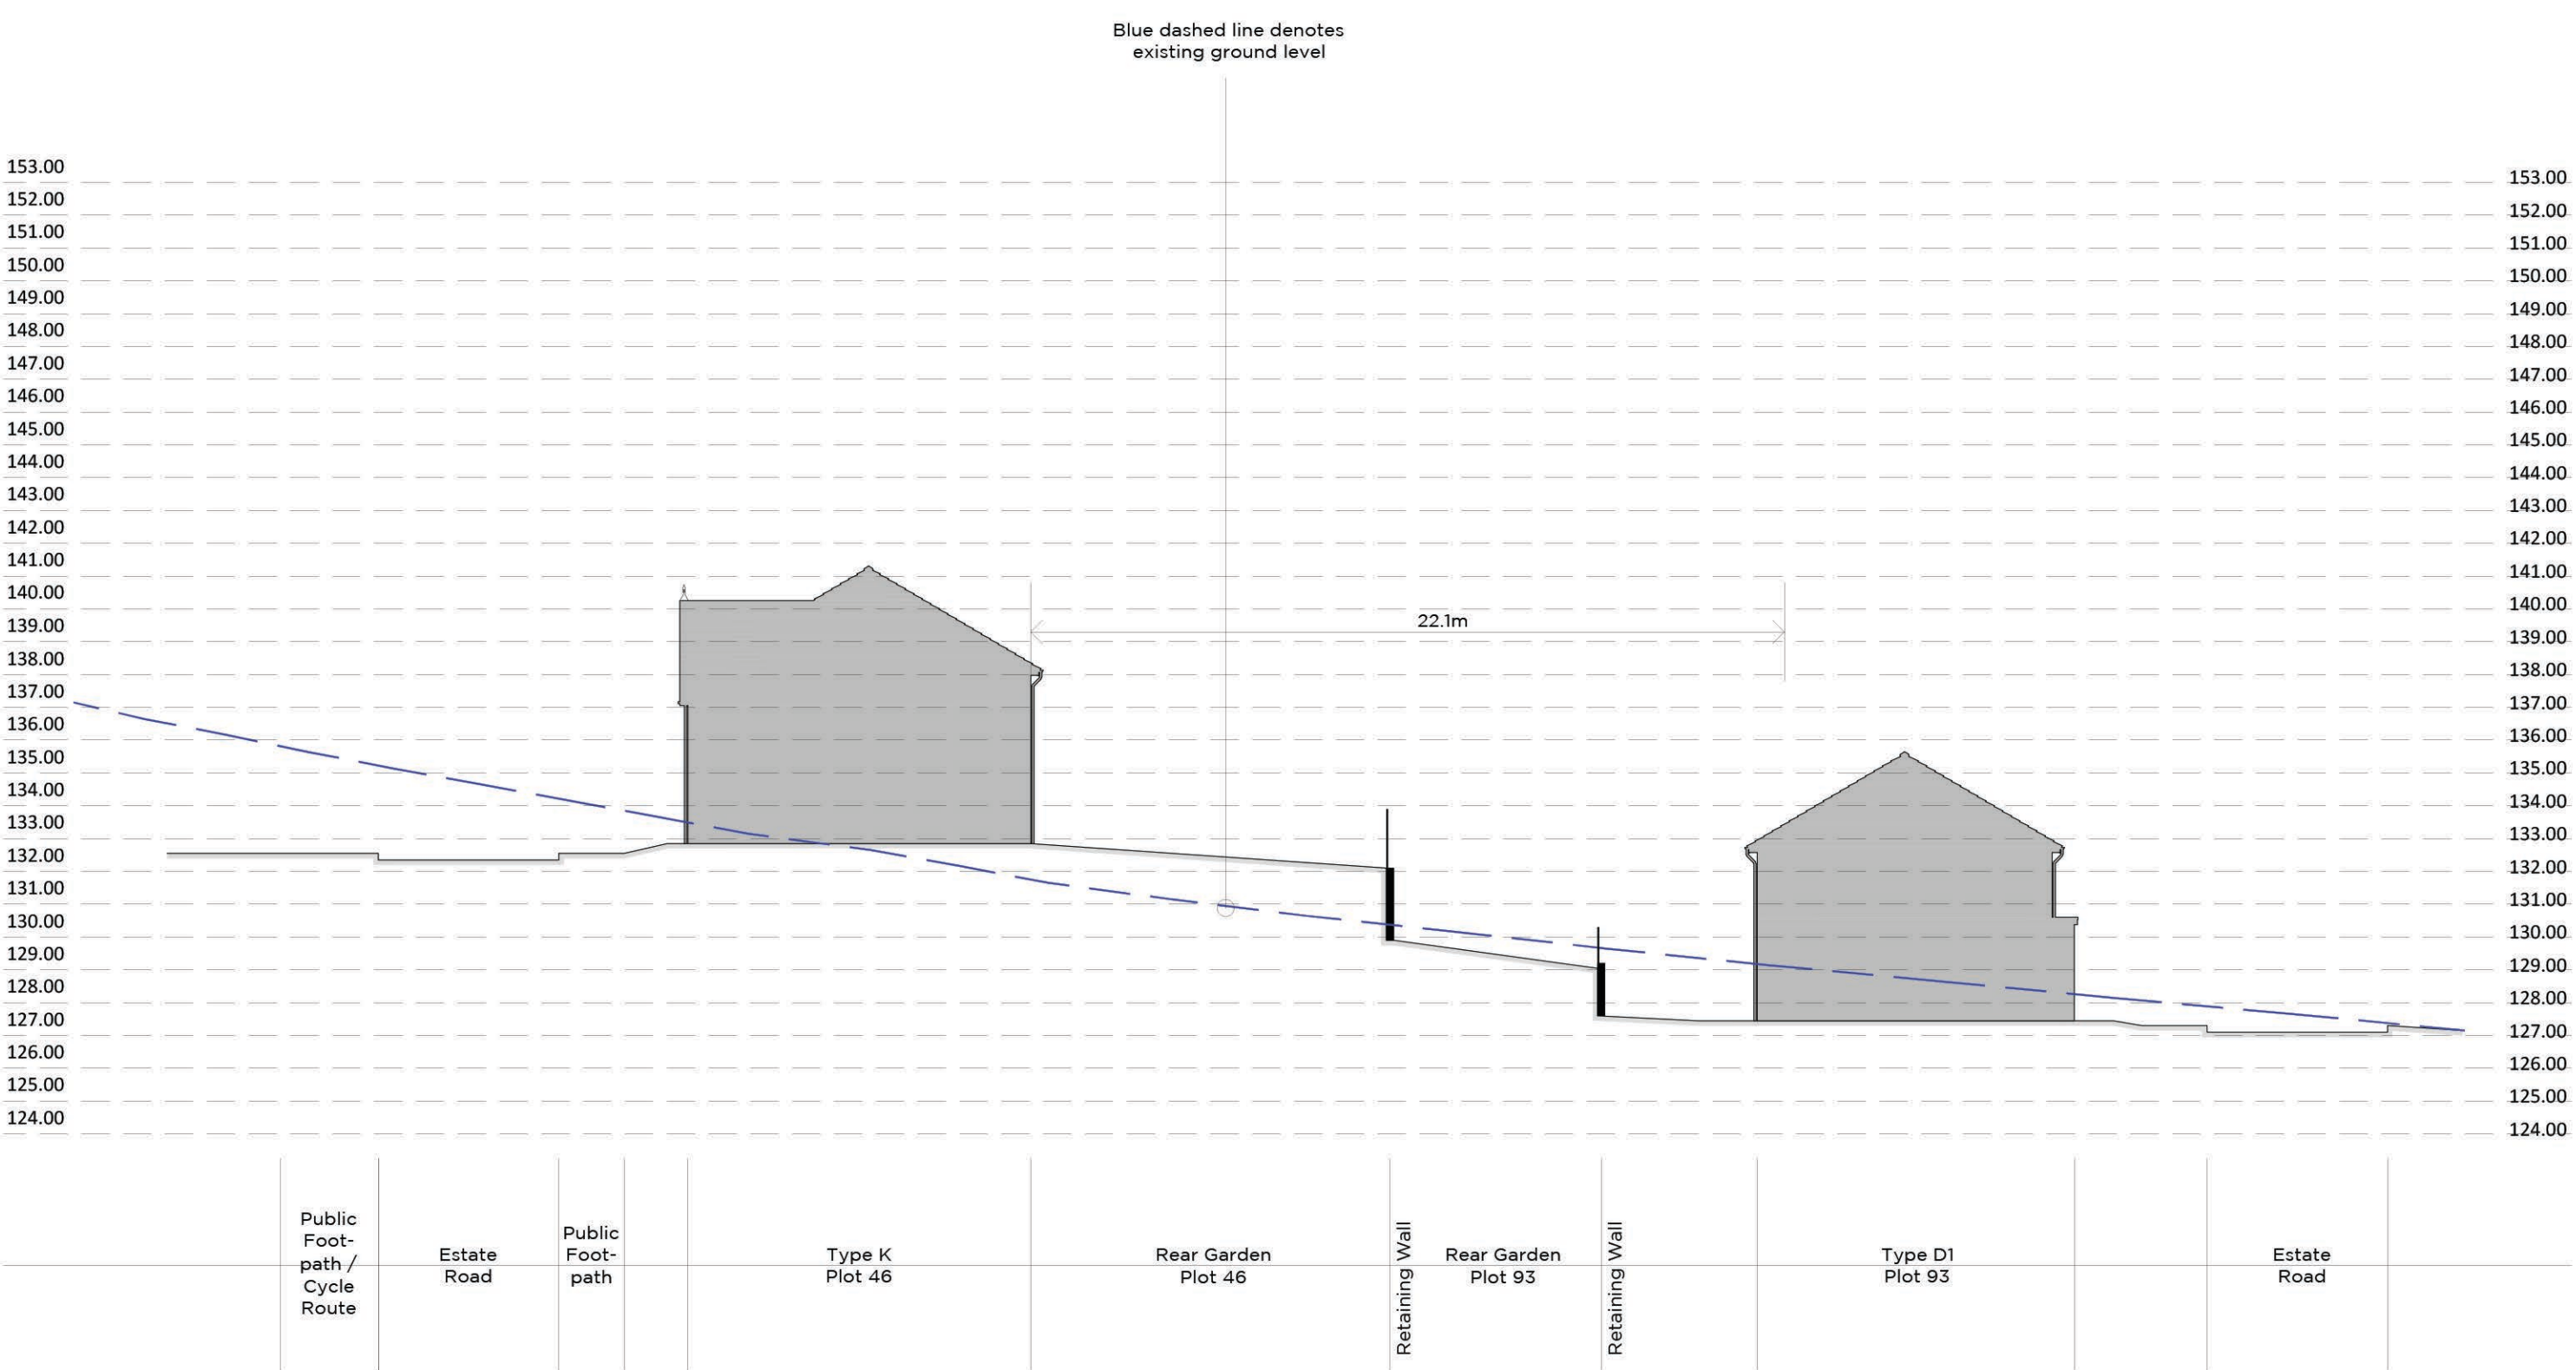 Blue dashed line denotes
existing ground level
153.00
152.00
151.00
150.00
149.00
148.00
147.00
146.00
145.00
144.00
143.00
142.00
141.00
140.00
139.00
138.00
137.00
136.00
135.00
134.00
133.00
132.00
131.00
130.00
129.00
128.00
127.00
126.00
125.00
124.00
22.1m
153.00
152.00
151.00
150.00
149.00
148.00
147.00
146.00
145.00
144.00
143.00
142.00
141.00
140.00
139.00
138.00
137.00
136.00
135.00
134.00
133.00
132.00
131.00
130.00
129.00
128.00
127.00
126.00
125.00
124.00
Public
Foot-
path /
Cycle
Route
Estate
Road
Public
Foot-
path
Type K
Plot 46
Rear Garden
Plot 46
Retaining Wall
Rear Garden
Plot 93
Retaining Wall
Type D1
Plot 93
Estate
Road